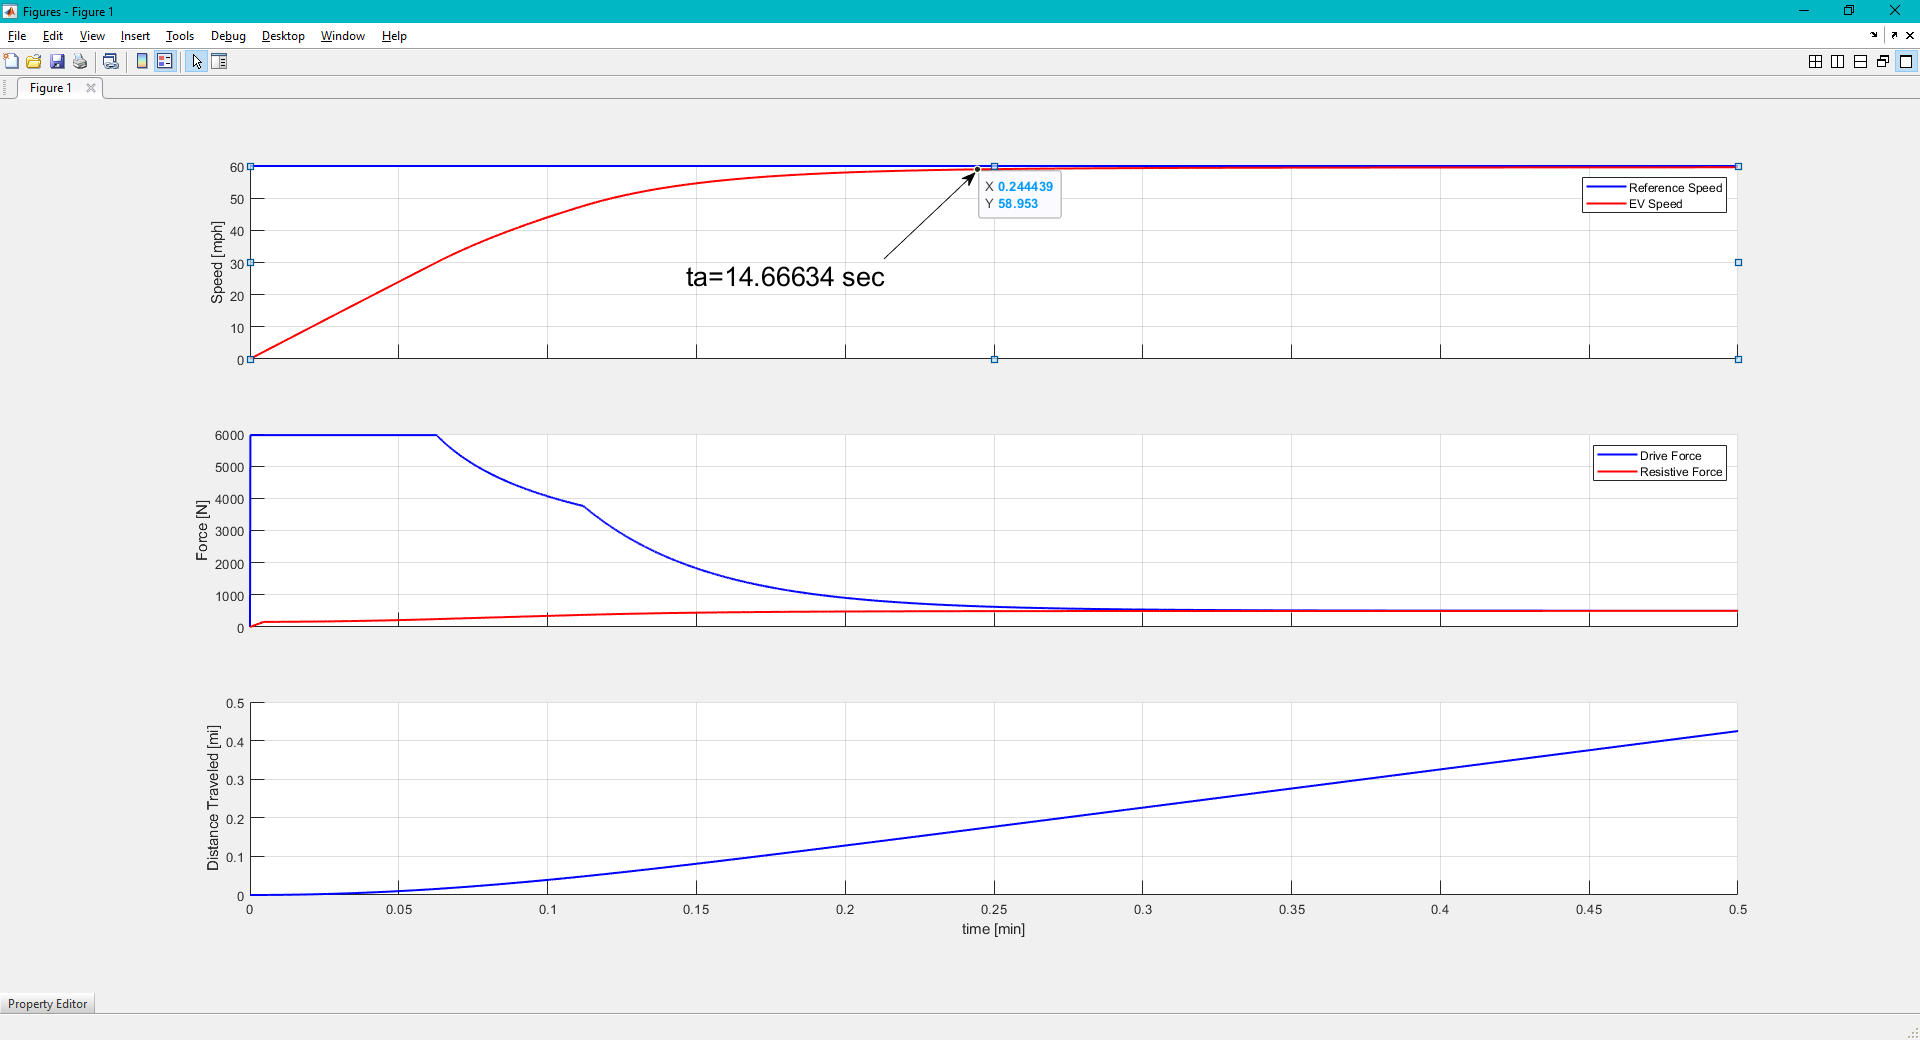 Figures - Figure 1
File Edit View Insert Tools Debug Desktop Window Help
Figure 1
60
50
40
30
20
10
0
Speed [mph]
Reference Speed
EV Speed
X 0.244439
Y 58.953
ta=14.66634 sec
6000
5000
4000
3000
2000
1000
0
Force [N]
Drive Force
Resistive Force
0.5
0.4
0.3
0.2
0.1
0
Distance Traveled [mi]
0 0.05 0.1 0.15 0.2 0.25 0.3 0.35 0.4 0.45 0.5
time [min]
Property Editor